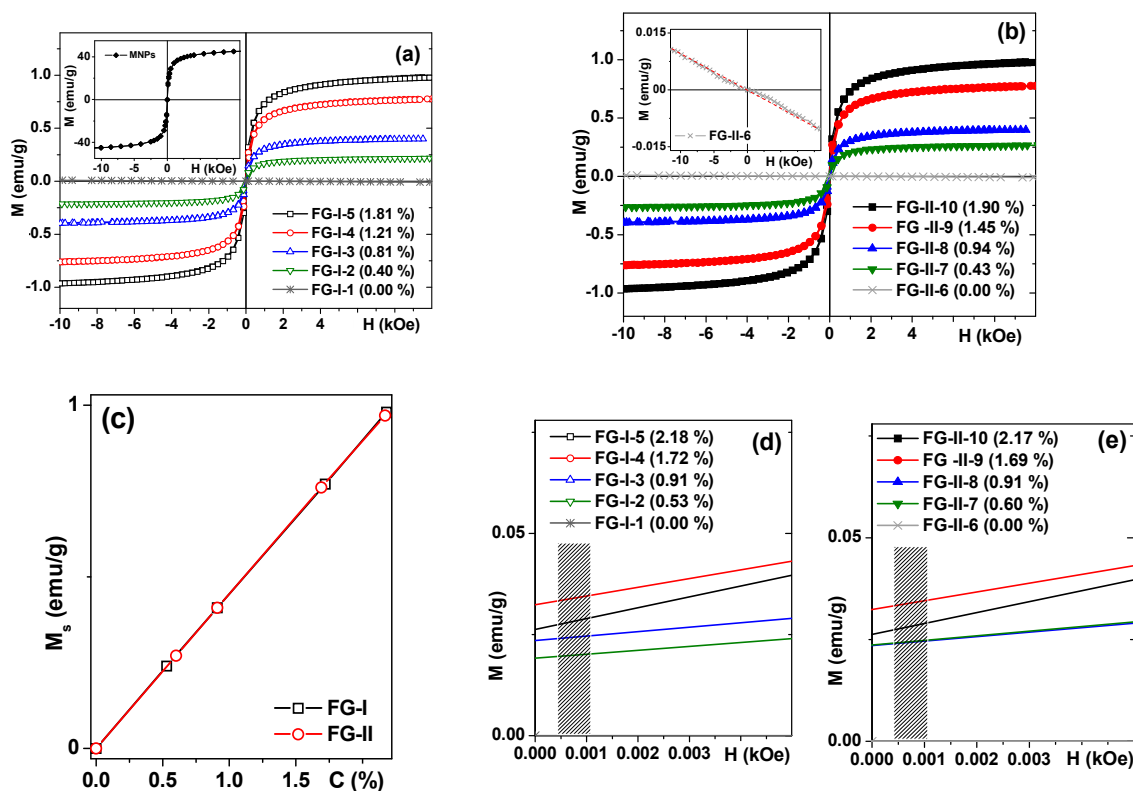 (a)
MNPs
40
0
-40
M (emu/g)
-10 -5 0 5 10
H (kOe)
1.0
0.5
0.0
-0.5
-1.0
M (emu/g)
FG-I-5 (1.81 %)
FG-I-4 (1.21 %)
FG-I-3 (0.81 %)
FG-I-2 (0.40 %)
FG-I-1 (0.00 %)
-10 -8 -6 -4 -2 0 2 4
H (kOe)
(b)
0.015
0.00
-0.015
M (emu/g)
FG-II-6
-10 -5 0 5 10
H (kOe)
1.0
0.5
0.0
-0.5
-1.0
M (emu/g)
FG-II-10 (1.90 %)
FG -II-9 (1.45 %)
FG-II-8 (0.94 %)
FG-II-7 (0.43 %)
FG-II-6 (0.00 %)
-10 -8 -6 -4 -2 0 2 4
H (kOe)
(c)
1
0
Ms (emu/g)
FG-I
FG-II
0.0 0.5 1.0 1.5
C (%)
(d)
FG-I-5 (2.18 %)
FG-I-4 (1.72 %)
FG-I-3 (0.91 %)
FG-I-2 (0.53 %)
FG-I-1 (0.00 %)
0.05
0.00
M (emu/g)
0.000 0.001 0.002 0.003
H (kOe)
(e)
FG-II-10 (2.17 %)
FG -II-9 (1.69 %)
FG-II-8 (0.91 %)
FG-II-7 (0.60 %)
FG-II-6 (0.00 %)
0.05
0.00
M (emu/g)
0.000 0.001 0.002 0.003
H (kOe)